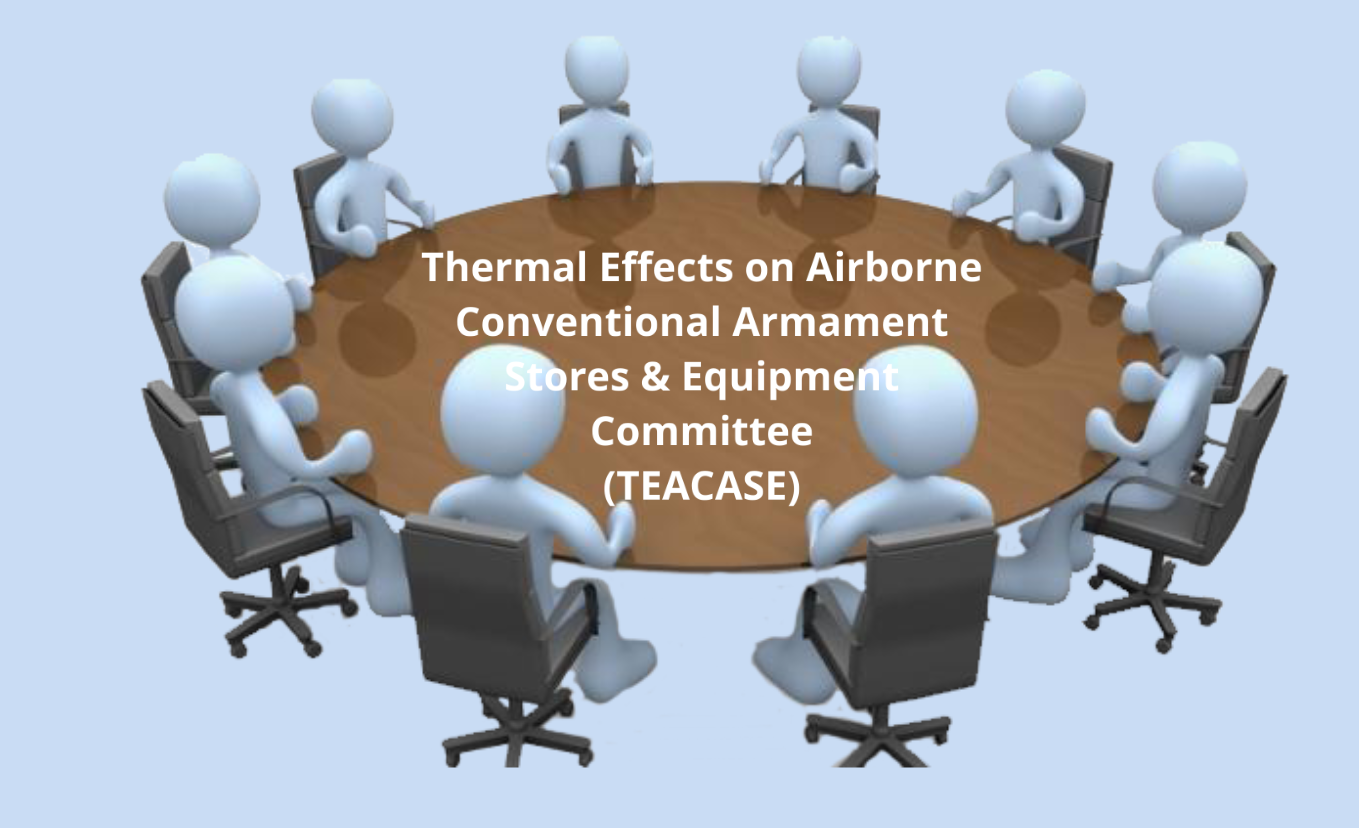 Thermal Effects on Airborne
Conventional Armament
Stores & Equipment
Committee
(TEACASE)